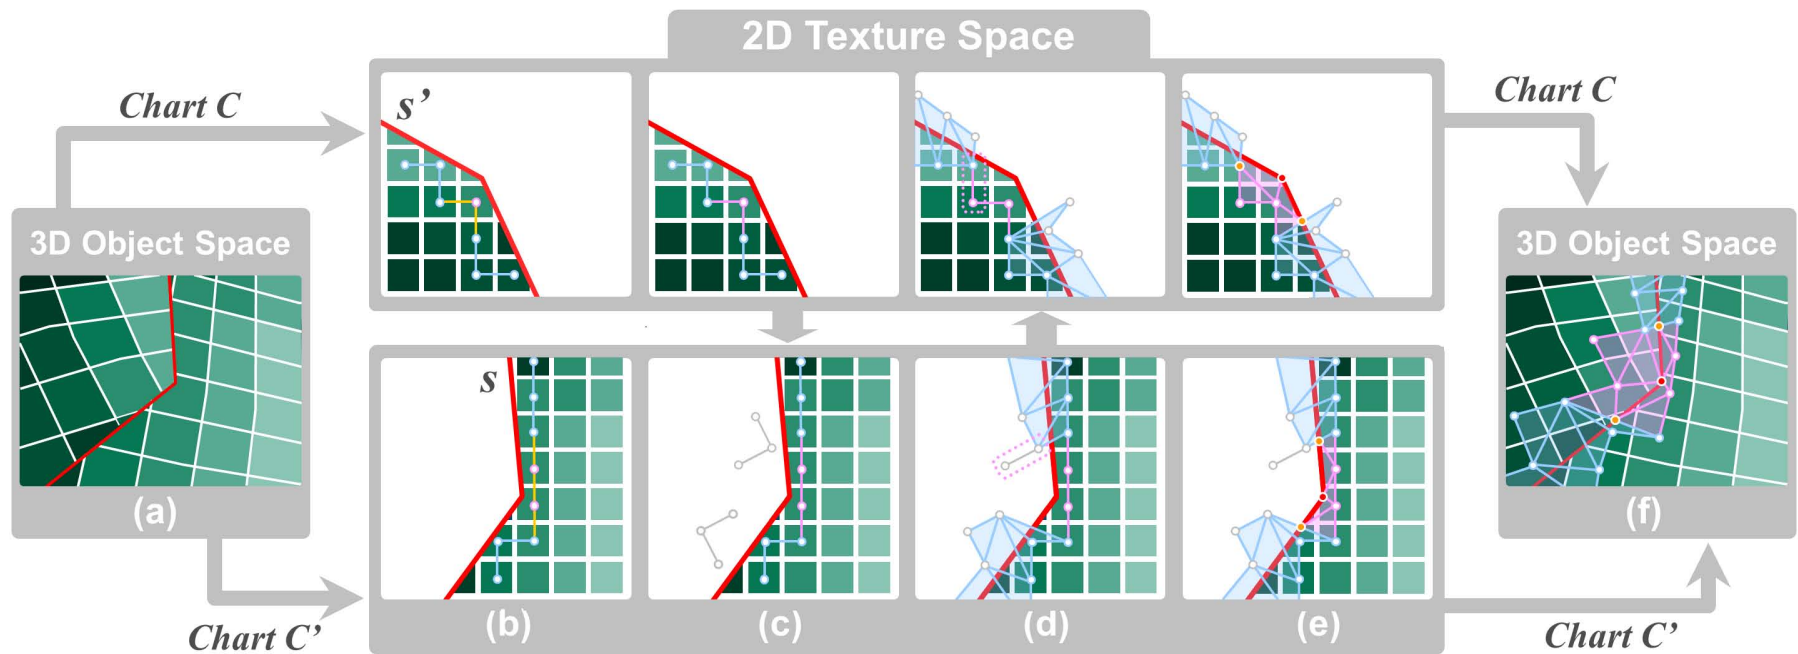 2D Texture Space
Chart C
s'
Chart C
3D Object Space
3D Object Space
s
(a)
(f)
Chart C'
(b)
(c)
(d)
(e)
Chart C'